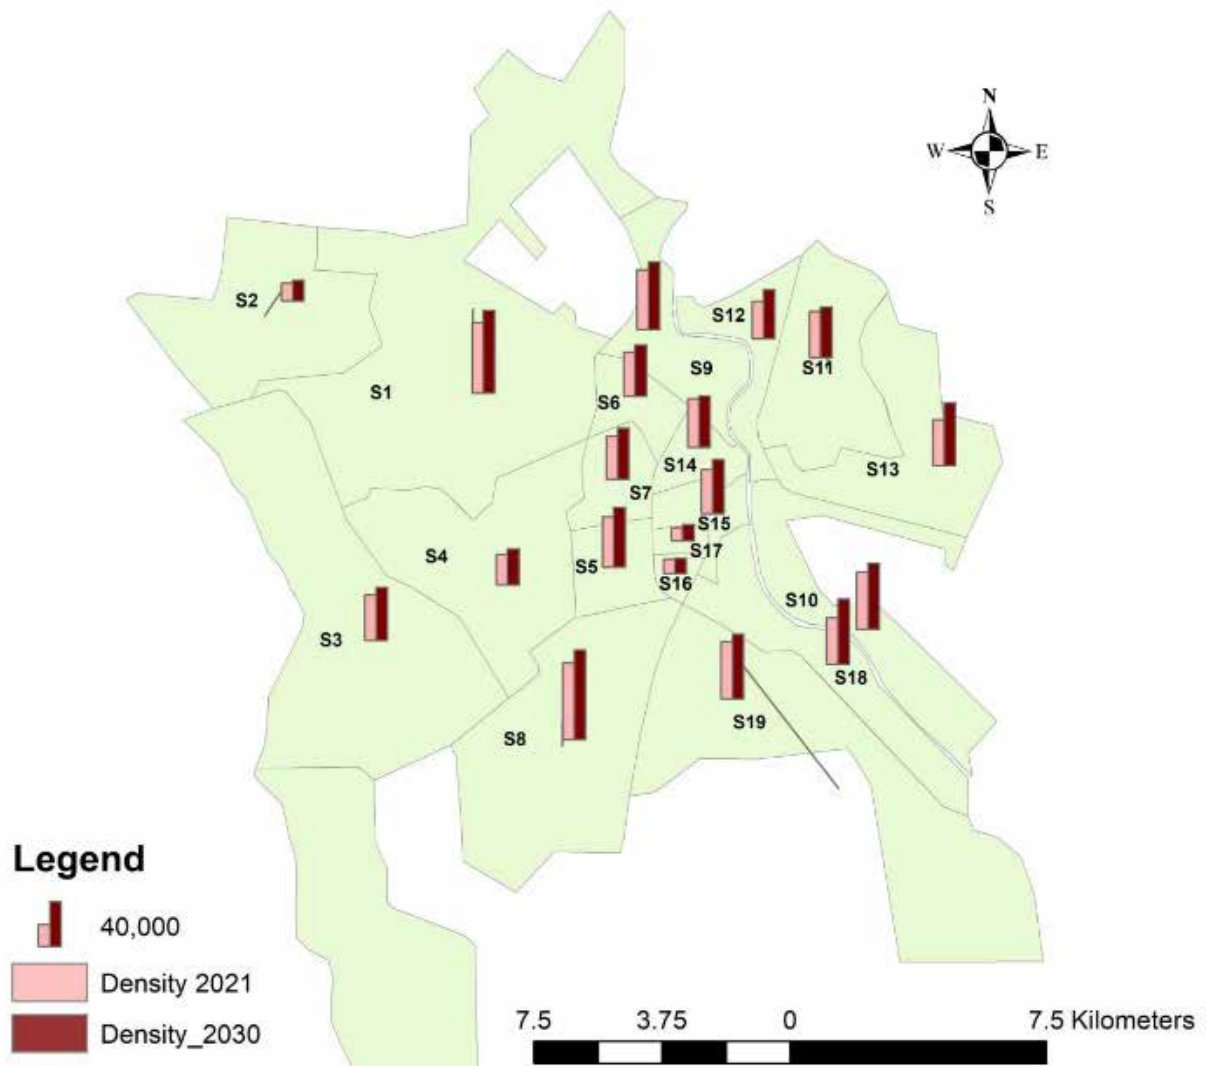 N
W E
S
S2
S12
S9
S11
S1
S6
S14
S13
S7
S15
S4
S17
S5
S16
S10
S3
S18
S19
S8
Legend
40,000
Density 2021
Density_2030
7.5 3.75 0 7.5 Kilometers